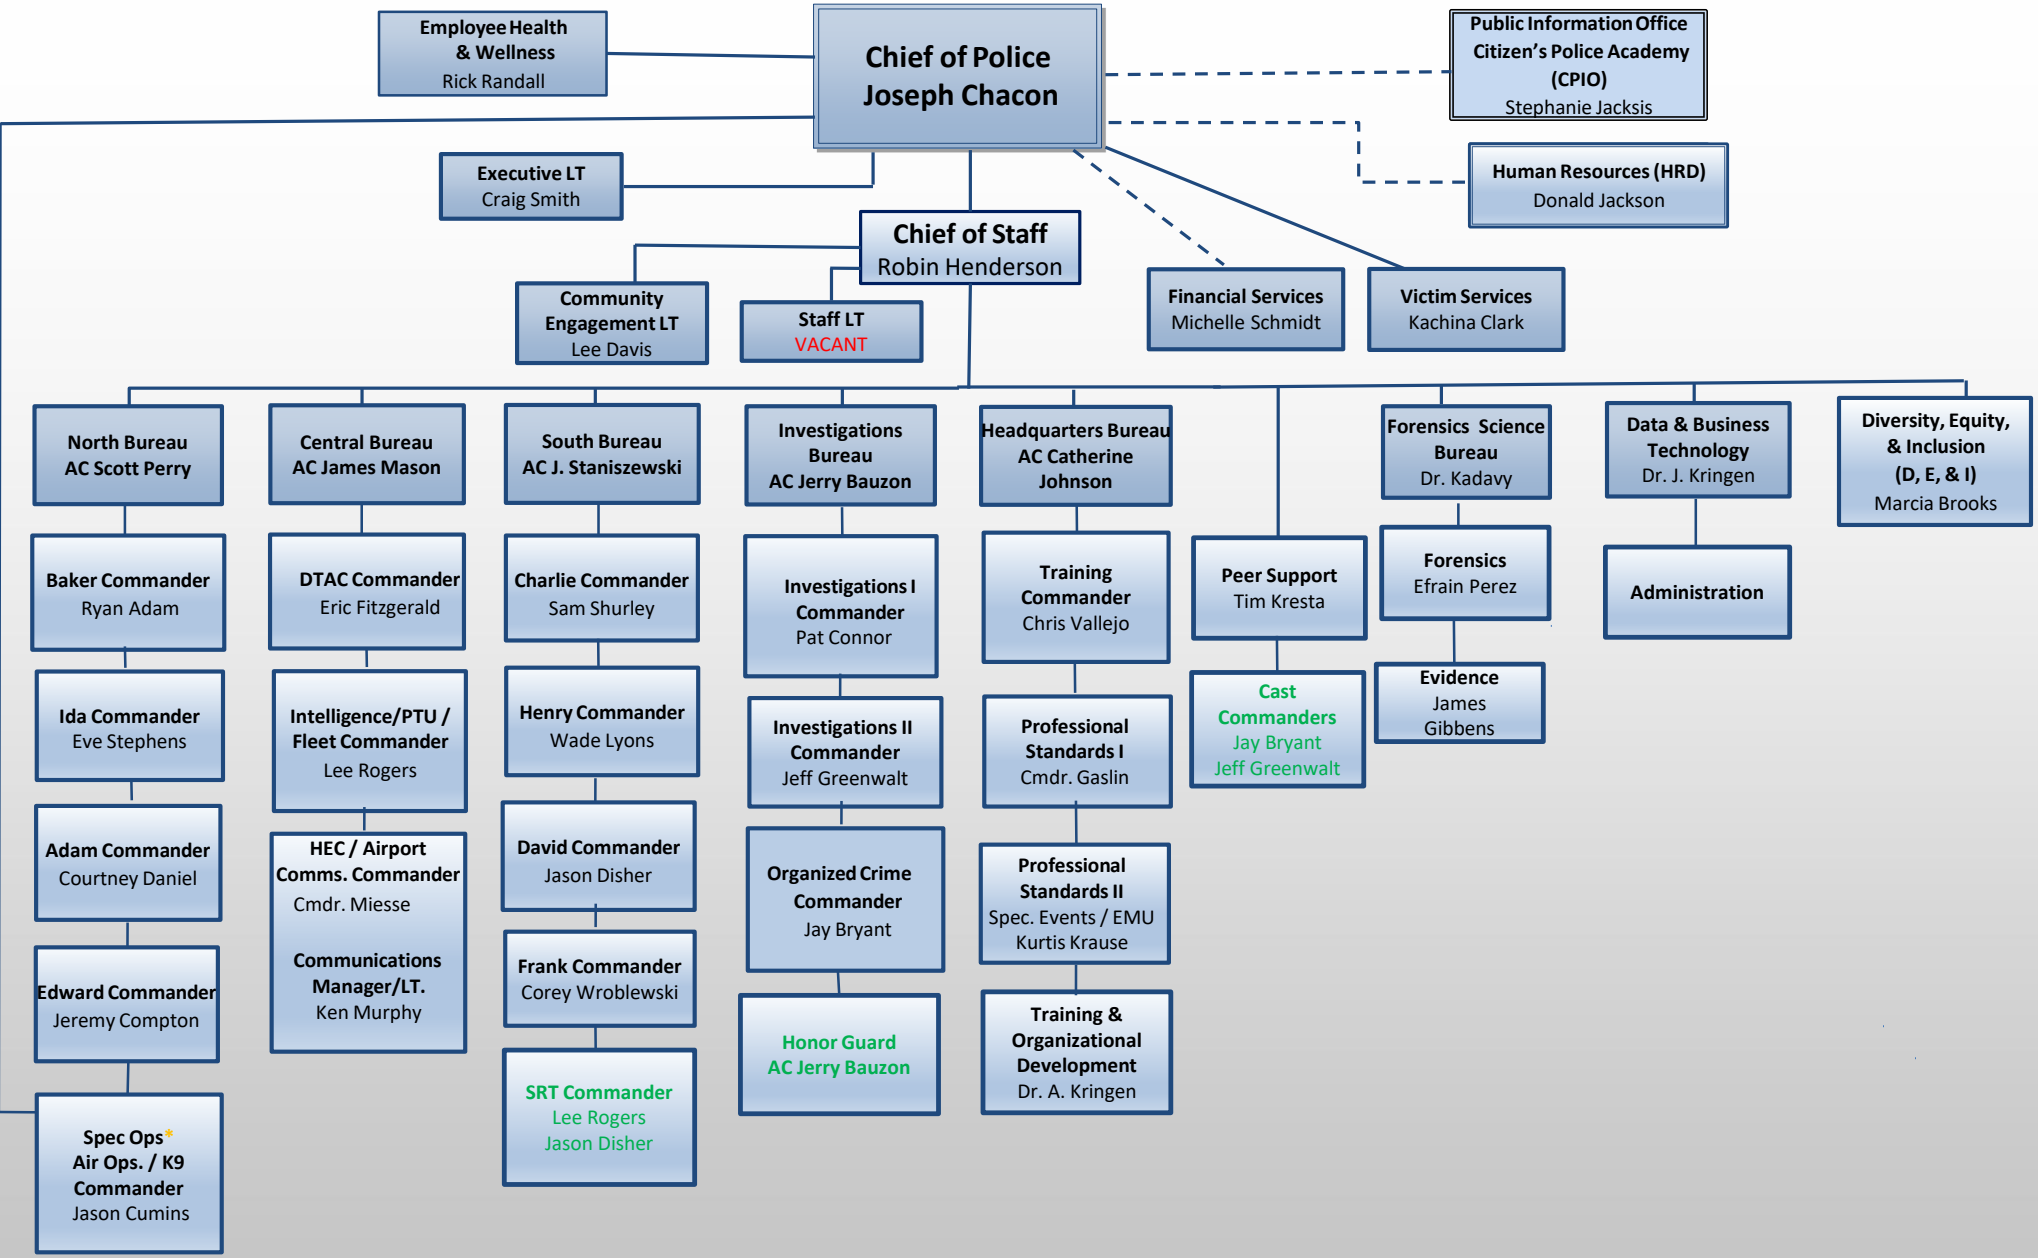 Employee Health
& Wellness
Rick Randall
Chief of Police
Joseph Chacon
Public Information Office
Citizen's Police Academy
(CPIO)
Stephanie Jacksis
Executive LT
Craig Smith
Human Resources (HRD)
Donald Jackson
Chief of Staff
Robin Henderson
Community
Engagement LT
Lee Davis
Staff LT
VACANT
Financial Services
Michelle Schmidt
Victim Services
Kachina Clark
North Bureau
AC Scott Perry
Central Bureau
AC James Mason
South Bureau
AC J. Staniszewski
Investigations
Bureau
AC Jerry Bauzon
Headquarters Bureau
AC Catherine
Johnson
Forensics Science
Bureau
Dr. Kadavy
Data & Business
Technology
Dr. J. Kringen
Diversity, Equity,
& Inclusion
(D, E, & I)
Marcia Brooks
Baker Commander
Ryan Adam
Ida Commander
Eve Stephens
Adam Commander
Courtney Daniel
Edward Commander
Jeremy Compton
Spec Ops*
Air Ops. / K9
Commander
Jason Cumins
DTAC Commander
Eric Fitzgerald
Intelligence/PTU /
Fleet Commander
Lee Rogers
HEC / Airport
Comms. Commander
Cmdr. Miesse
Communications
Manager/LT.
Ken Murphy
Charlie Commander
Sam Shurley
Henry Commander
Wade Lyons
David Commander
Jason Disher
Frank Commander
Corey Wroblewski
SRT Commander
Lee Rogers
Jason Disher
Investigations I
Commander
Pat Connor
Investigations II
Commander
Jeff Greenwalt
Organized Crime
Commander
Jay Bryant
Honor Guard
AC Jerry Bauzon
Training
Commander
Chris Vallejo
Professional
Standards I
Cmdr. Gaslin
Professional
Standards II
Spec. Events / EMU
Kurtis Krause
Training &
Organizational
Development
Dr. A. Kringen
Peer Support
Tim Kresta
Cast
Commanders
Jay Bryant
Jeff Greenwalt
Forensics
Efrain Perez
Evidence
James
Gibbens
Administration